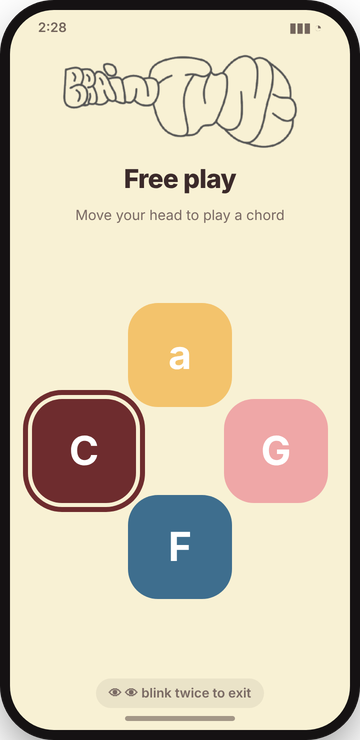 2:28
BRAIN TUNE
Free play
Move your head to play a chord
a
C
G
F
blink twice to exit